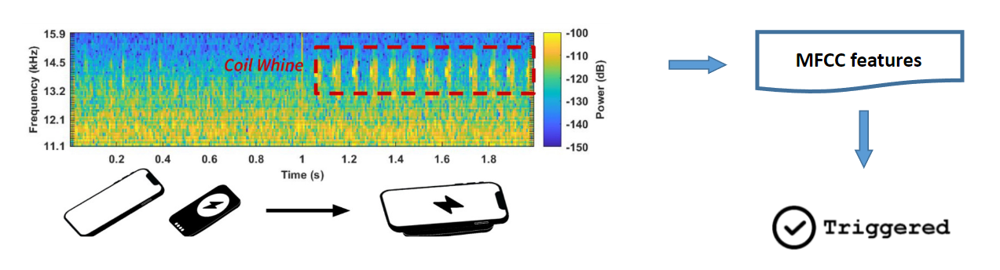 15.9
14.5
13.2
12.1
11.1
Frequency (kHz)
Coil Whine
0.2 0.4 0.6 0.8 1 1.2 1.4 1.6 1.8
Time (s)
-100
-110
-120
-130
-140
-150
Power (dB)
MFCC features
Triggered